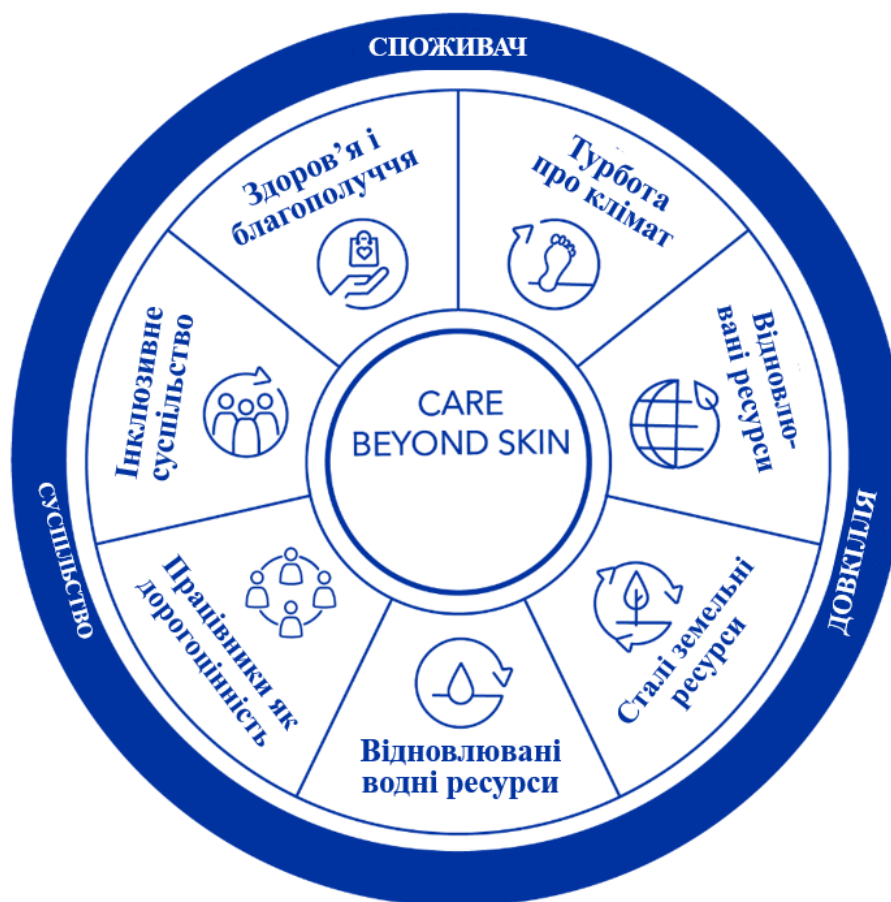 СПОЖИВАЧ
Здоров’я і
благополуччя
Турбота
про клімат
Інклюзивне
суспільство
CARE
BEYOND SKIN
Відновлю-
вані ресурси
СУСПІЛЬСТВО
ДОВКІЛЛЯ
Працівники як
дорогоцінність
Сталі земельні
ресурси
Відновлювані
водні ресурси